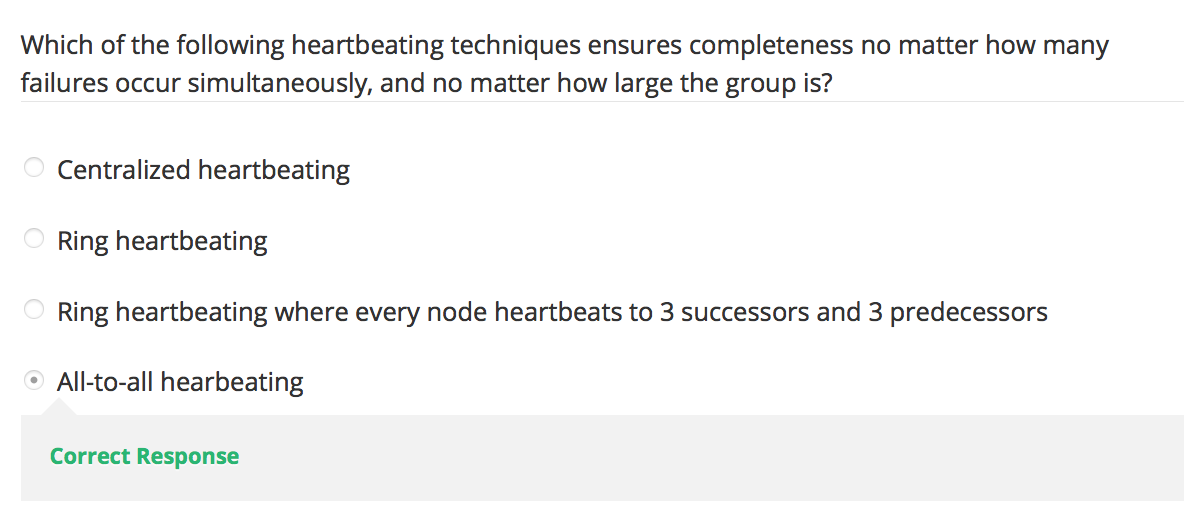 Which of the following heartbeating techniques ensures completeness no matter how many
failures occur simultaneously, and no matter how large the group is?
Centralized heartbeating
Ring heartbeating
Ring heartbeating where every node heartbeats to 3 successors and 3 predecessors
All-to-all hearbeating
Correct Response